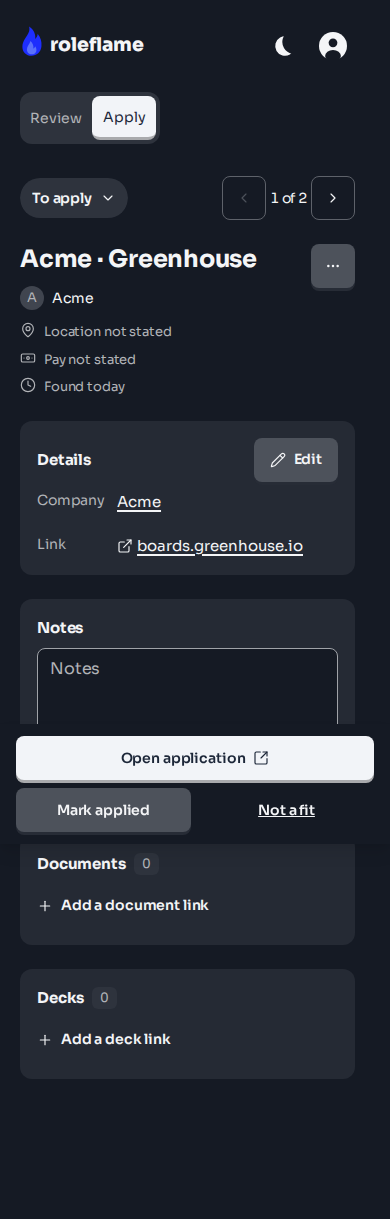 roleflame
Review Apply
To apply 1 of 2
Acme · Greenhouse
...
A Acme
Location not stated
Pay not stated
Found today
Details Edit
Company Acme
Link boards.greenhouse.io
Notes
Notes
Open application
Mark applied Not a fit
Documents 0
+ Add a document link
Decks 0
+ Add a deck link